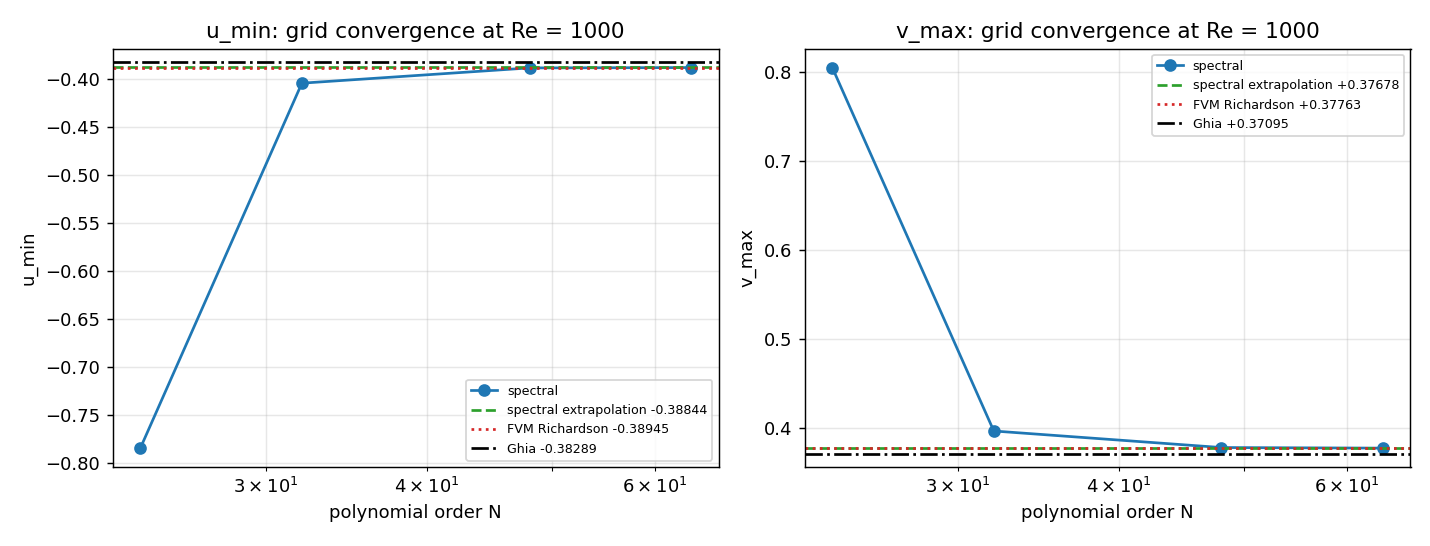 u_min: grid convergence at Re = 1000
u_min
−0.40
−0.45
−0.50
−0.55
−0.60
−0.65
−0.70
−0.75
−0.80
spectral
spectral extrapolation -0.38844
FVM Richardson -0.38945
Ghia -0.38289
3 × 10¹
4 × 10¹
6 × 10¹
polynomial order N
v_max: grid convergence at Re = 1000
v_max
0.8
0.7
0.6
0.5
0.4
spectral
spectral extrapolation +0.37678
FVM Richardson +0.37763
Ghia +0.37095
3 × 10¹
4 × 10¹
6 × 10¹
polynomial order N